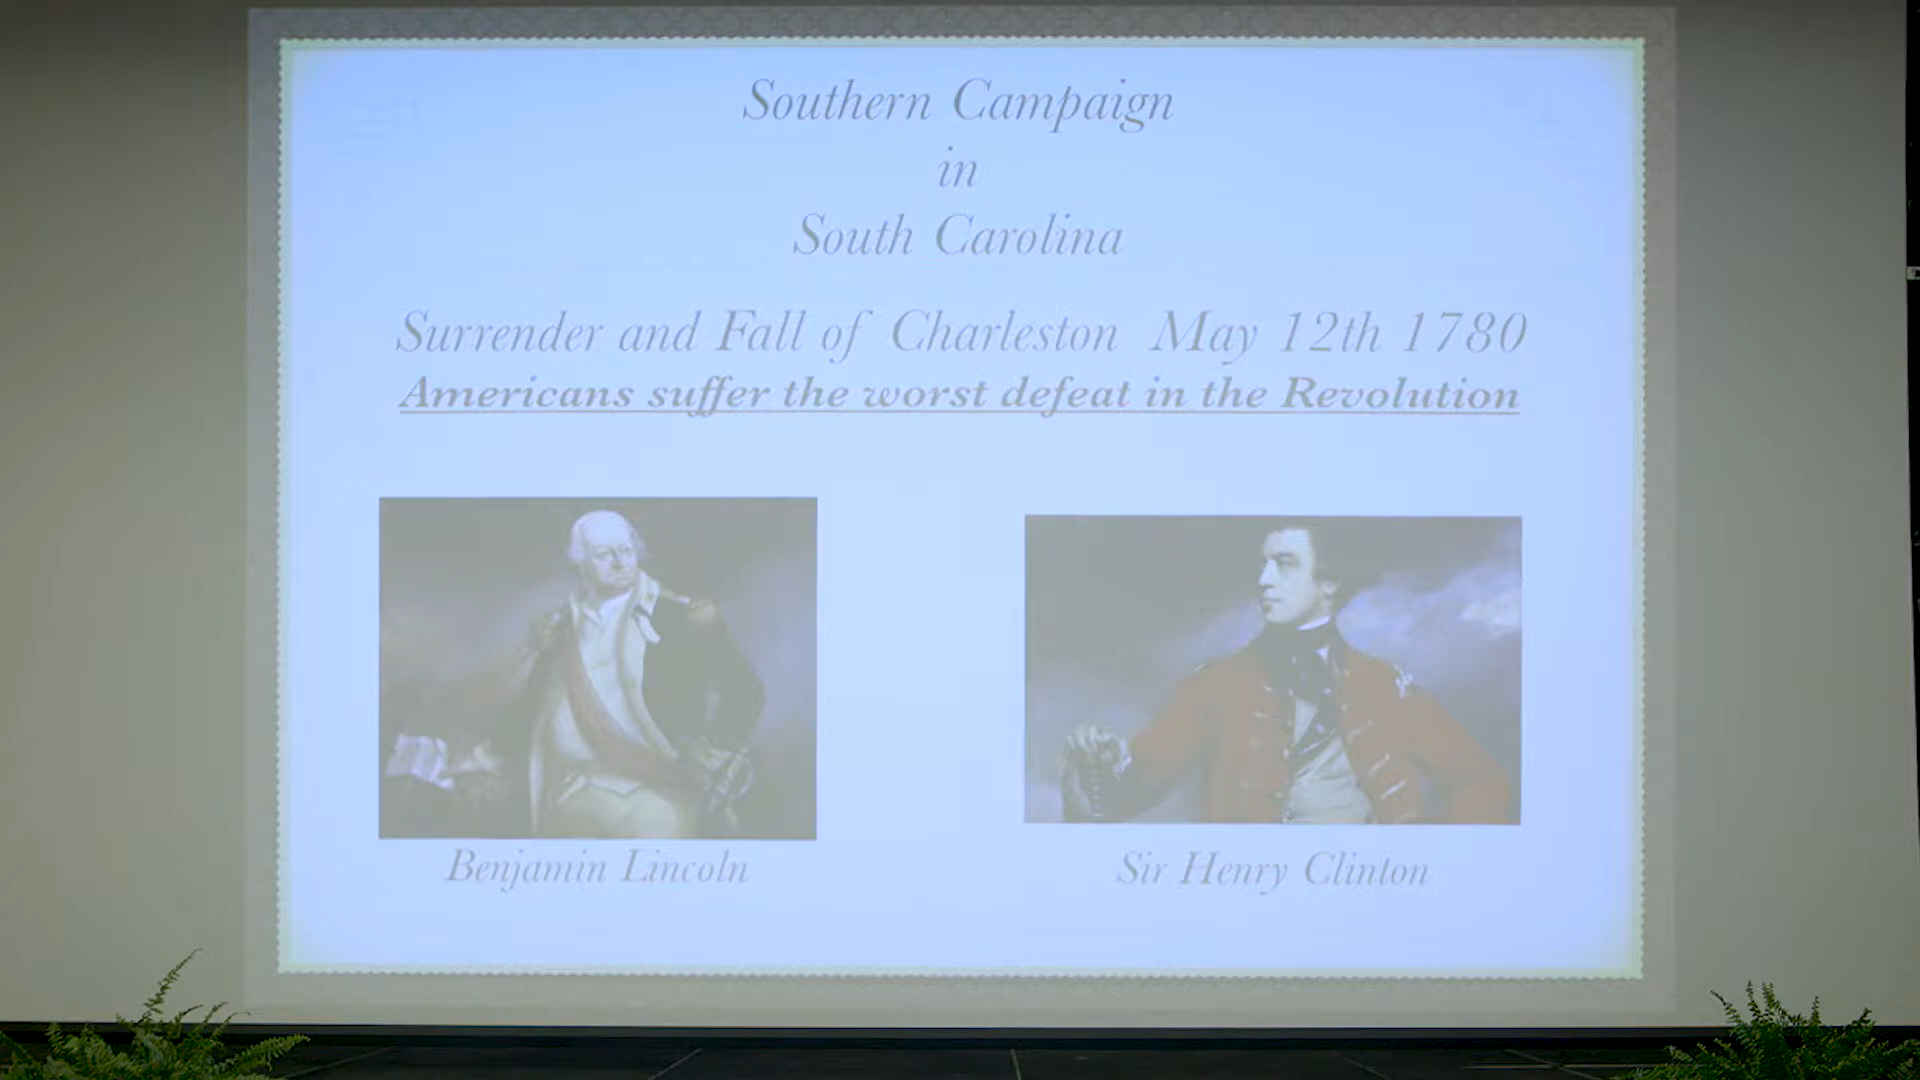 Southern Campaign
in
South Carolina
Surrender and Fall of Charleston May 12th 1780
Americans suffer the worst defeat in the Revolution
Benjamin Lincoln
Sir Henry Clinton